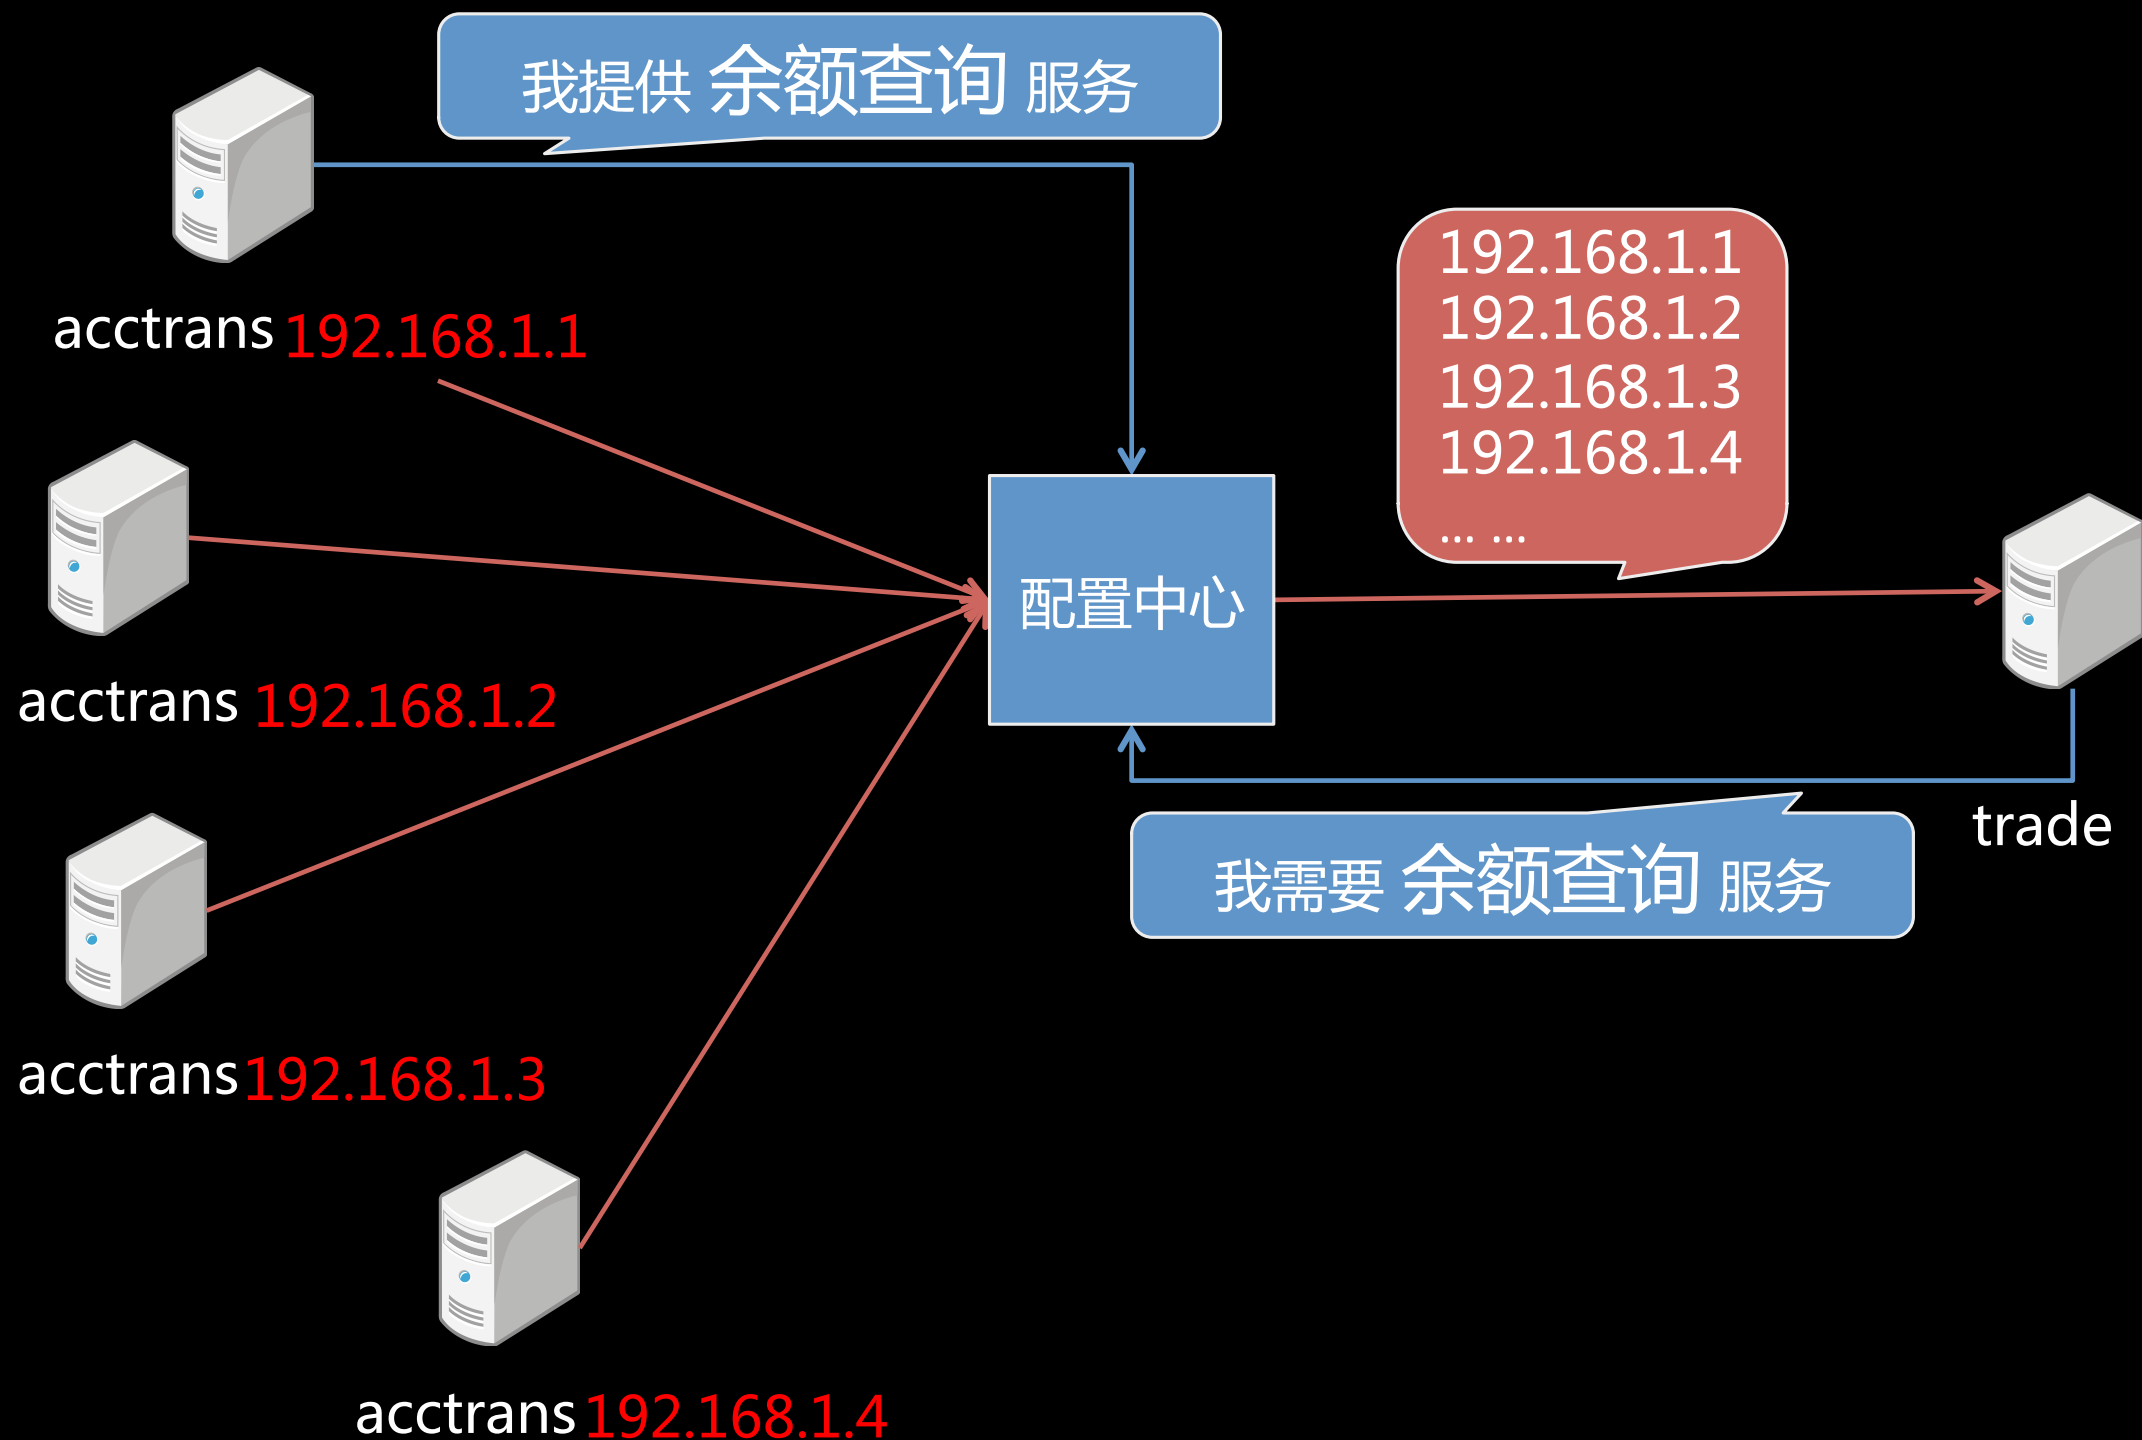 我提供 余额查询 服务
acctrans 192.168.1.1
192.168.1.1
192.168.1.2
192.168.1.3
192.168.1.4
... ...
配置中心
acctrans 192.168.1.2
trade
我需要 余额查询 服务
acctrans 192.168.1.3
acctrans 192.168.1.4